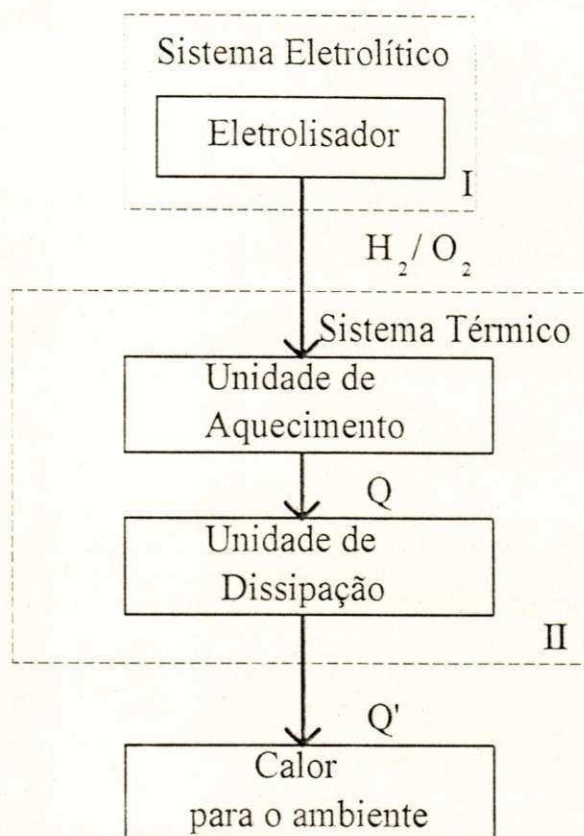 Sistema Eletrolítico
Eletrolisador
I
H₂/ O₂
Sistema Térmico
Unidade de
Aquecimento
Q
Unidade de
Dissipação
II
Q'
Calor
para o ambiente